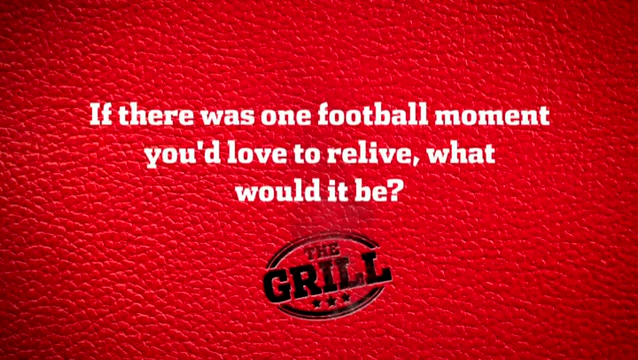 If there was one football moment
you'd love to relive, what
would it be?
THE
GRILL